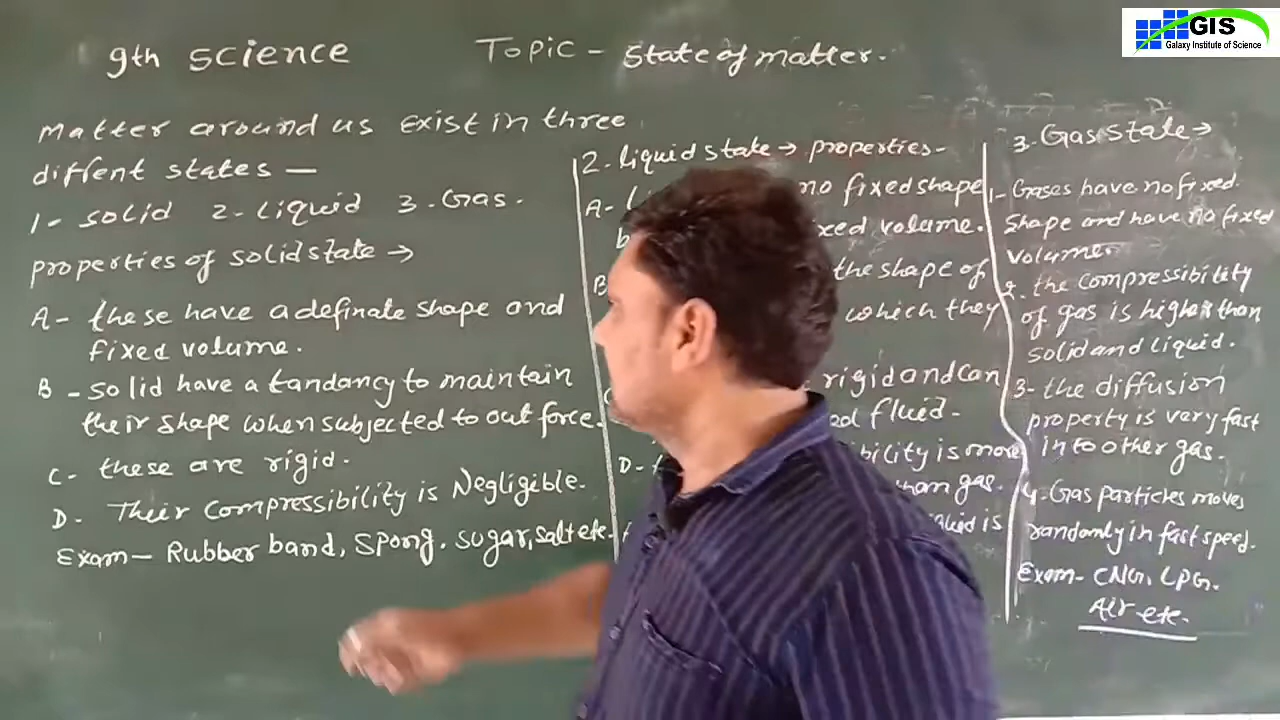 9th Science Topic - State of matter.
GIS
Galaxy Institute of Science
Matter around us exist in three
diffent states -
1- solid 2- Liquid 3. Gas.
properties of solid state →
A- these have a definate shape and
fixed volume.
B - solid have a tandancy to maintain
their shape when subjected to out force.
C- these are rigid.
D. Their compressibility is Negligible.
Exam- Rubber band, Spong, sugar, salt etc.
2. liquid state → properties-
A- no fixed shape
volume.
B the shape of
which they
rigid and can
fluid-
D- is more
than gas.
is
3. Gas state →
1- Gases have no fixed
shape and have no fixed
volume.
2. the compressibility
of gas is higher than
solid and liquid.
3- the diffusion
property is very fast
into other gas.
4. Gas particles moves
randomly in fast speed.
Exam- CNG, LPG.
Air etc.